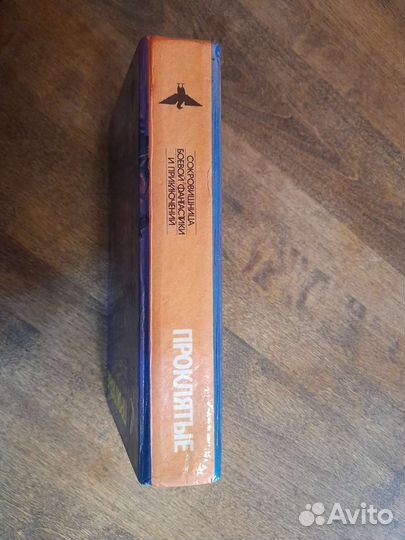 СОКРОВИЩНИЦА
БОЕВОЙ ФАНТАСТИКИ
И ПРИКЛЮЧЕНИЙ
ПРОКЛЯТЫЕ
Avito